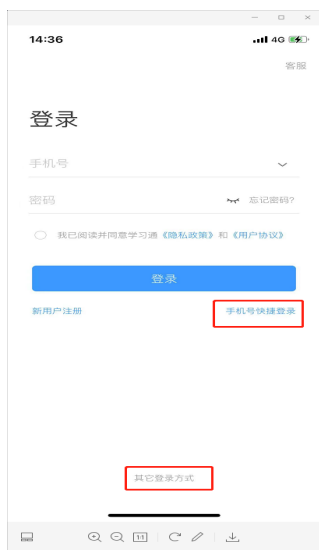 14:36
4G
客服
登录
手机号
密码 忘记密码?
我已阅读并同意学习通《隐私政策》和《用户协议》
登录
新用户注册 手机号快捷登录
其它登录方式
1:1